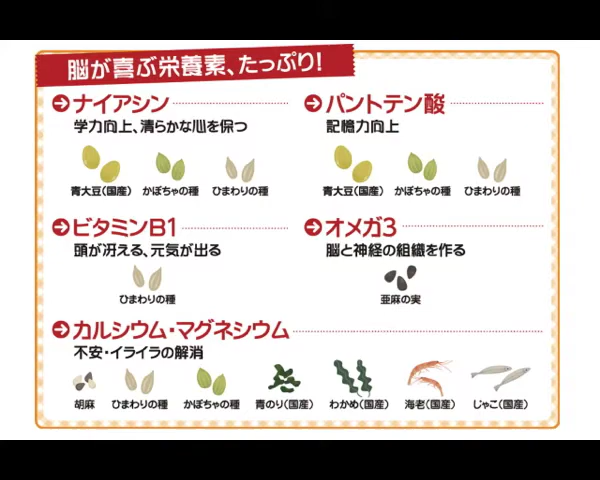 脳が喜ぶ栄養素、たっぷり!
ナイアシン
学力向上、清らかな心を保つ
青大豆(国産) かぼちゃの種 ひまわりの種
パントテン酸
記憶力向上
青大豆(国産) かぼちゃの種 ひまわりの種
ビタミンB1
頭が冴える、元気が出る
ひまわりの種
オメガ3
脳と神経の組織を作る
亜麻の実
カルシウム・マグネシウム
不安・イライラの解消
胡麻 ひまわりの種 かぼちゃの種 青のり(国産) わかめ(国産) 海老(国産) じゃこ(国産)